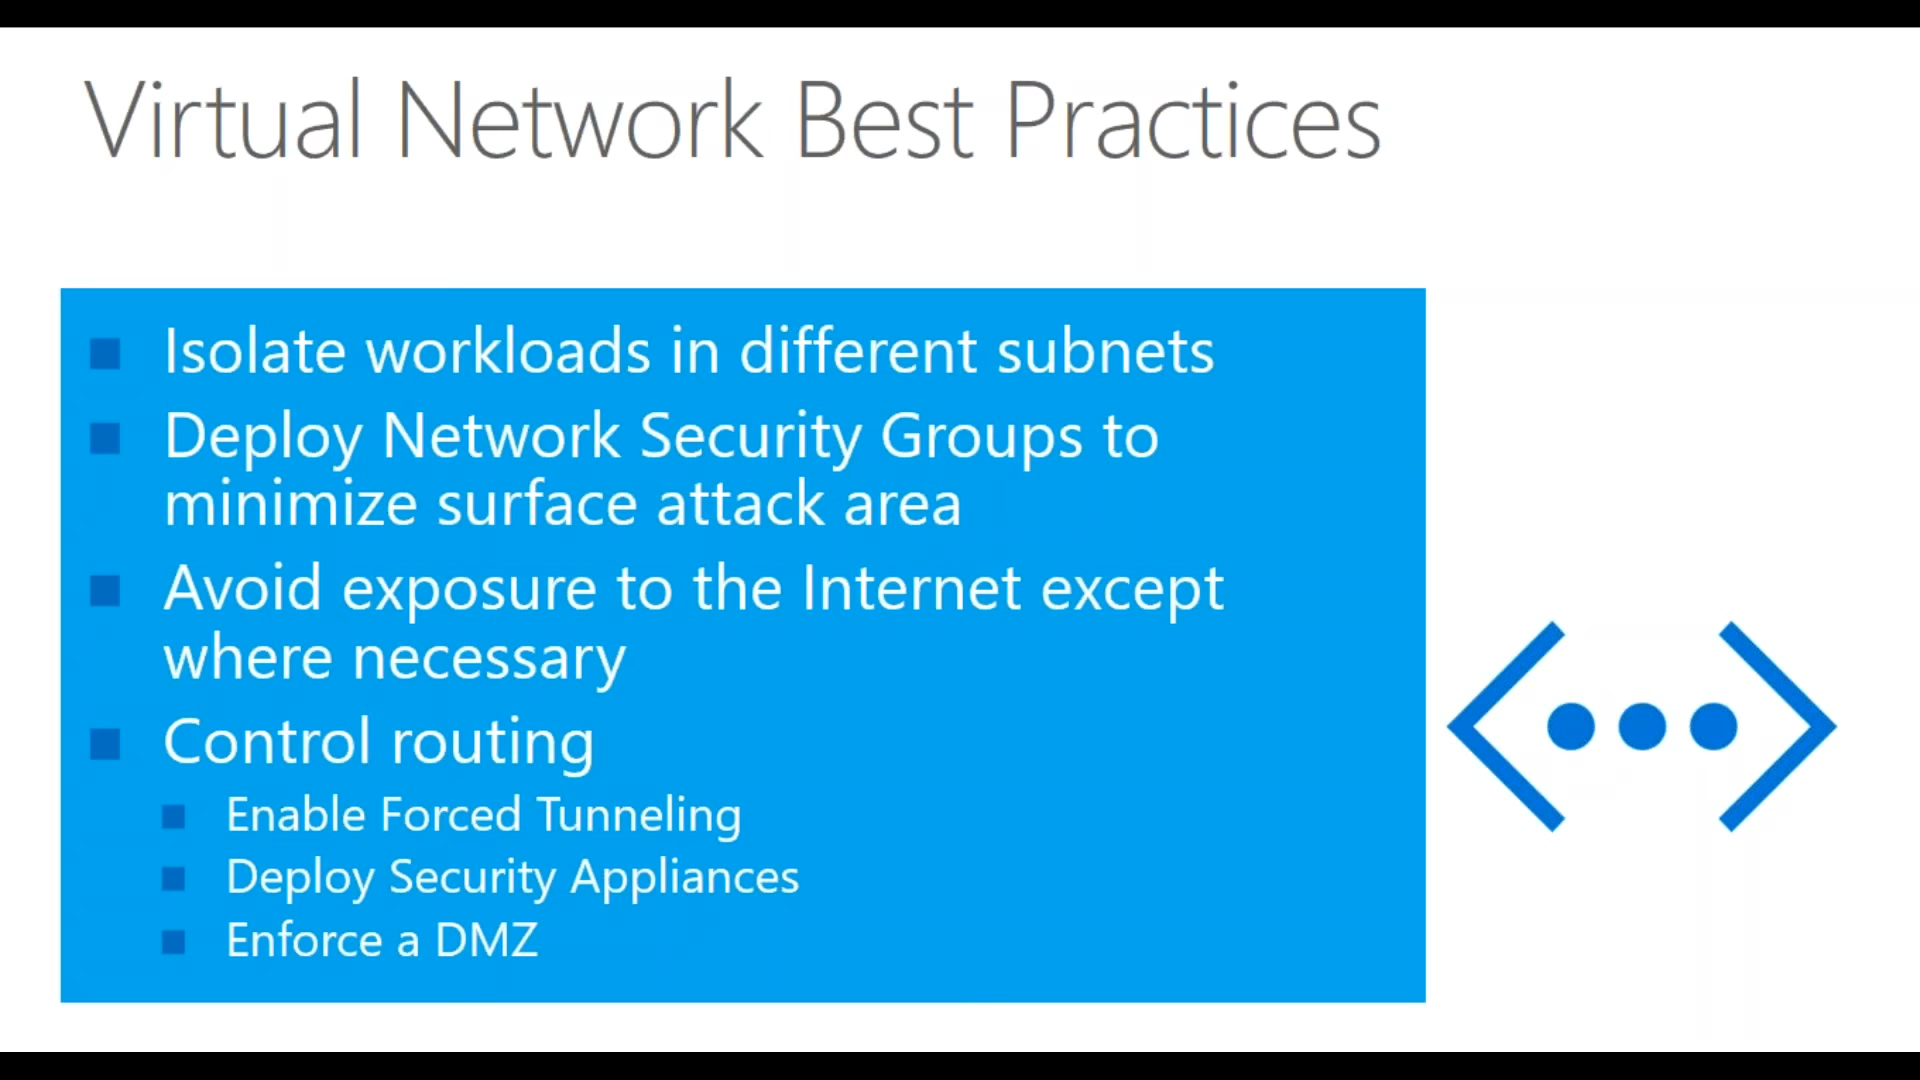 Virtual Network Best Practices
Isolate workloads in different subnets
Deploy Network Security Groups to
minimize surface attack area
Avoid exposure to the Internet except
where necessary
Control routing
Enable Forced Tunneling
Deploy Security Appliances
Enforce a DMZ